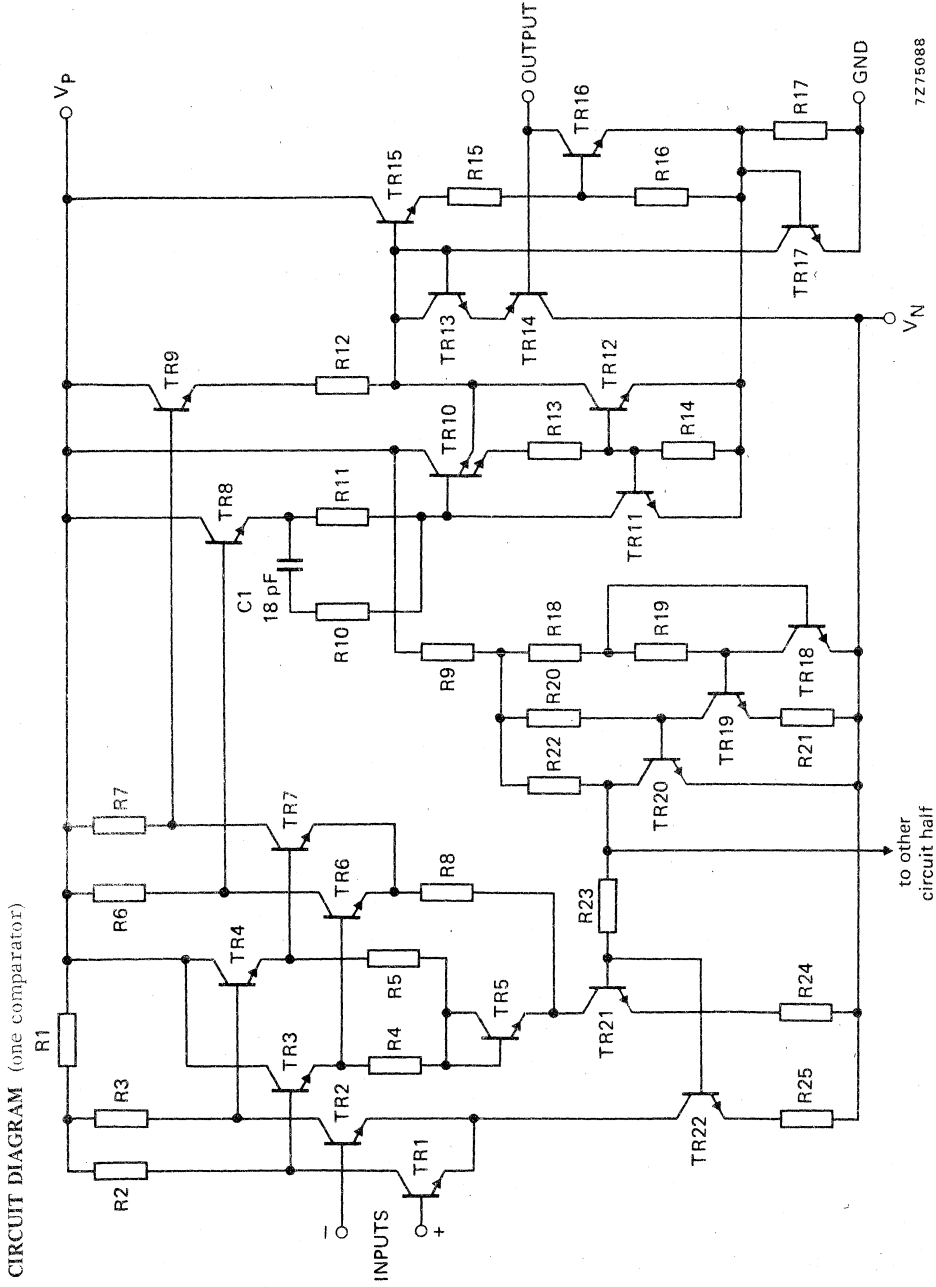 CIRCUIT DIAGRAM (one comparator)
VP
R1
R2
R3
R6
R7
TR9
TR8
TR4
TR3
TR2
TR1
TR7
TR6
TR5
R4
R5
R8
INPUTS
−
+
C1
18 pF
R10
R11
R12
TR10
TR13
TR14
TR15
R15
TR16
OUTPUT
R13
TR12
R14
TR11
R16
R17
TR17
GND
VN
R9
R18
R20
R22
R19
TR18
TR19
TR20
R21
R23
TR21
TR22
R24
R25
to other
circuit half
7Z75088